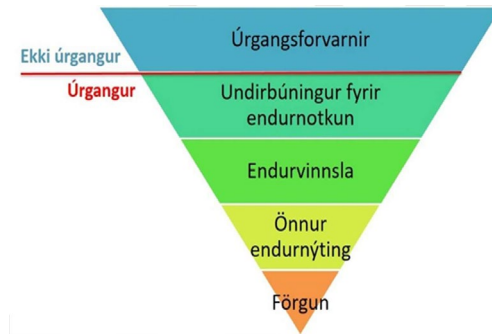 Úrgangsforvarnir
Ekki úrgangur
Úrgangur
Undirbúningur fyrir
endurnotkun
Endurvinnsla
Önnur
endurnýting
Förgun